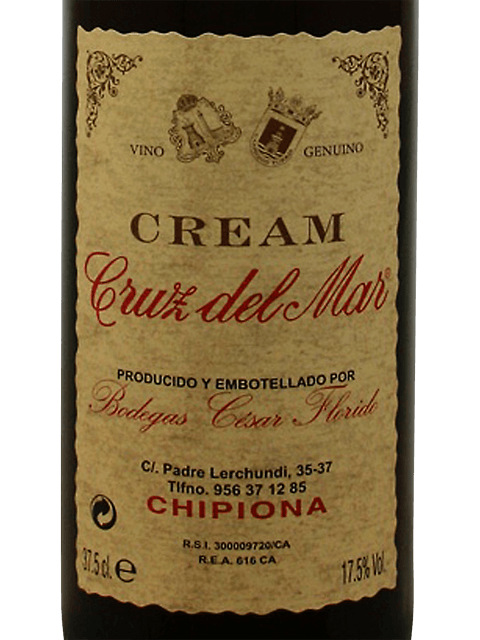 VINO GENUINO
CREAM
Cruz del Mar®
PRODUCIDO Y EMBOTELLADO POR
Bodegas César Florido
C/. Padre Lerchundi, 35-37
Tlfno. 956 37 12 85
CHIPIONA
R.S.I. 300009720/CA
R.E.A. 616 CA
37.5 cl. e 17.5% Vol.